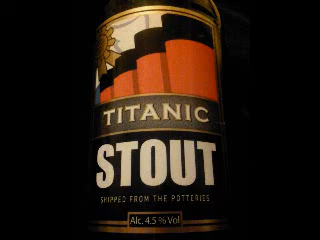 TITANIC
STOUT
SHIPPED FROM THE POTTERIES
Alc. 4.5 % Vol